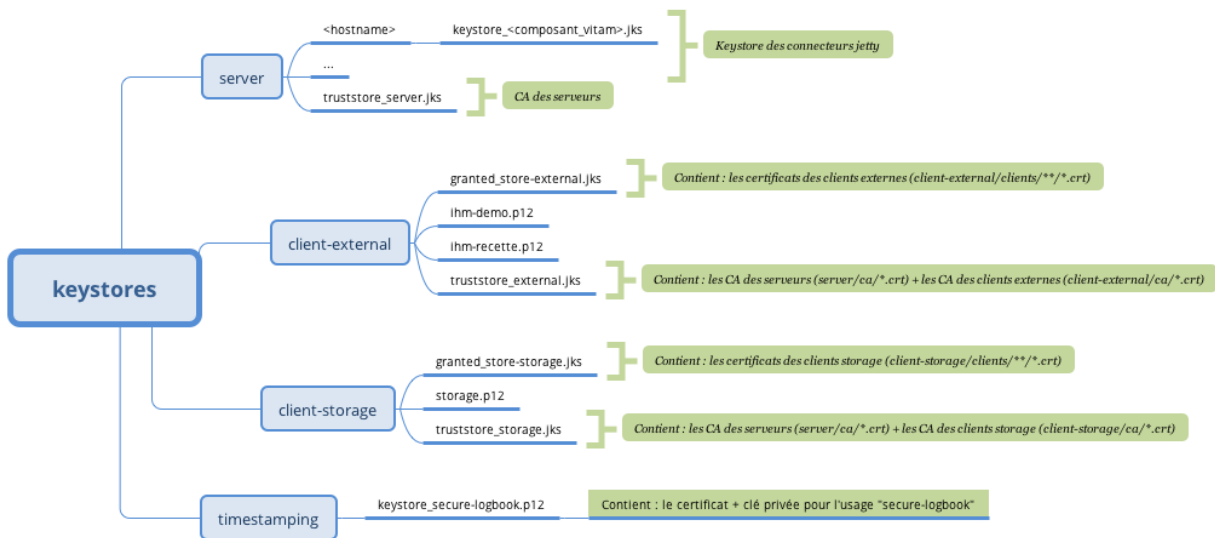 <hostname>
keystore_<composant_vitam>.jks
Keystore des connecteurs jetty
server
...
truststore_server.jks
CA des serveurs
granted_store-external.jks
Contient : les certificats des clients externes (client-external/clients/**/*.crt)
ihm-demo.p12
client-external
ihm-recette.p12
truststore_external.jks
Contient : les CA des serveurs (server/ca/*.crt) + les CA des clients externes (client-external/ca/*.crt)
keystores
granted_store-storage.jks
Contient : les certificats des clients storage (client-storage/clients/**/*.crt)
storage.p12
client-storage
truststore_storage.jks
Contient : les CA des serveurs (server/ca/*.crt) + les CA des clients storage (client-storage/ca/*.crt)
timestamping
keystore_secure-logbook.p12
Contient : le certificat + clé privée pour l'usage "secure-logbook"